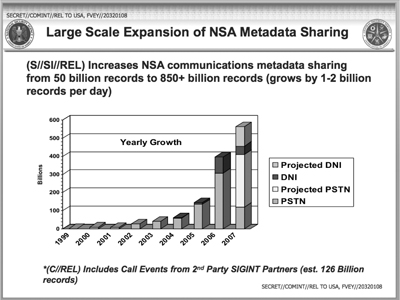 SECRET//COMINT//REL TO USA, FVEY//20320108
Large Scale Expansion of NSA Metadata Sharing
(S//SI//REL) Increases NSA communications metadata sharing
from 50 billion records to 850+ billion records (grows by 1-2 billion
records per day)
Yearly Growth
Billions
600
500
400
300
200
100
0
1999
2000
2001
2002
2003
2004
2005
2006
2007
Projected DNI
DNI
Projected PSTN
PSTN
*(C//REL) Includes Call Events from 2nd Party SIGINT Partners (est. 126 Billion
records)
SECRET//COMINT//REL TO USA, FVEY//20320108